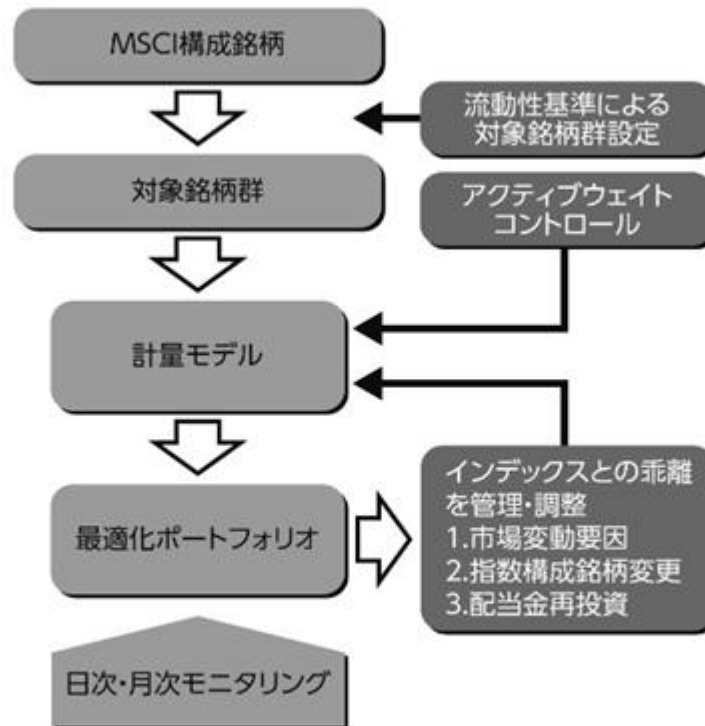 MSCI構成銘柄
流動性基準による
対象銘柄群設定
対象銘柄群
アクティブウェイト
コントロール
計量モデル
最適化ポートフォリオ
インデックスとの乖離
を管理・調整
1.市場変動要因
2.指数構成銘柄変更
3.配当金再投資
日次・月次モニタリング